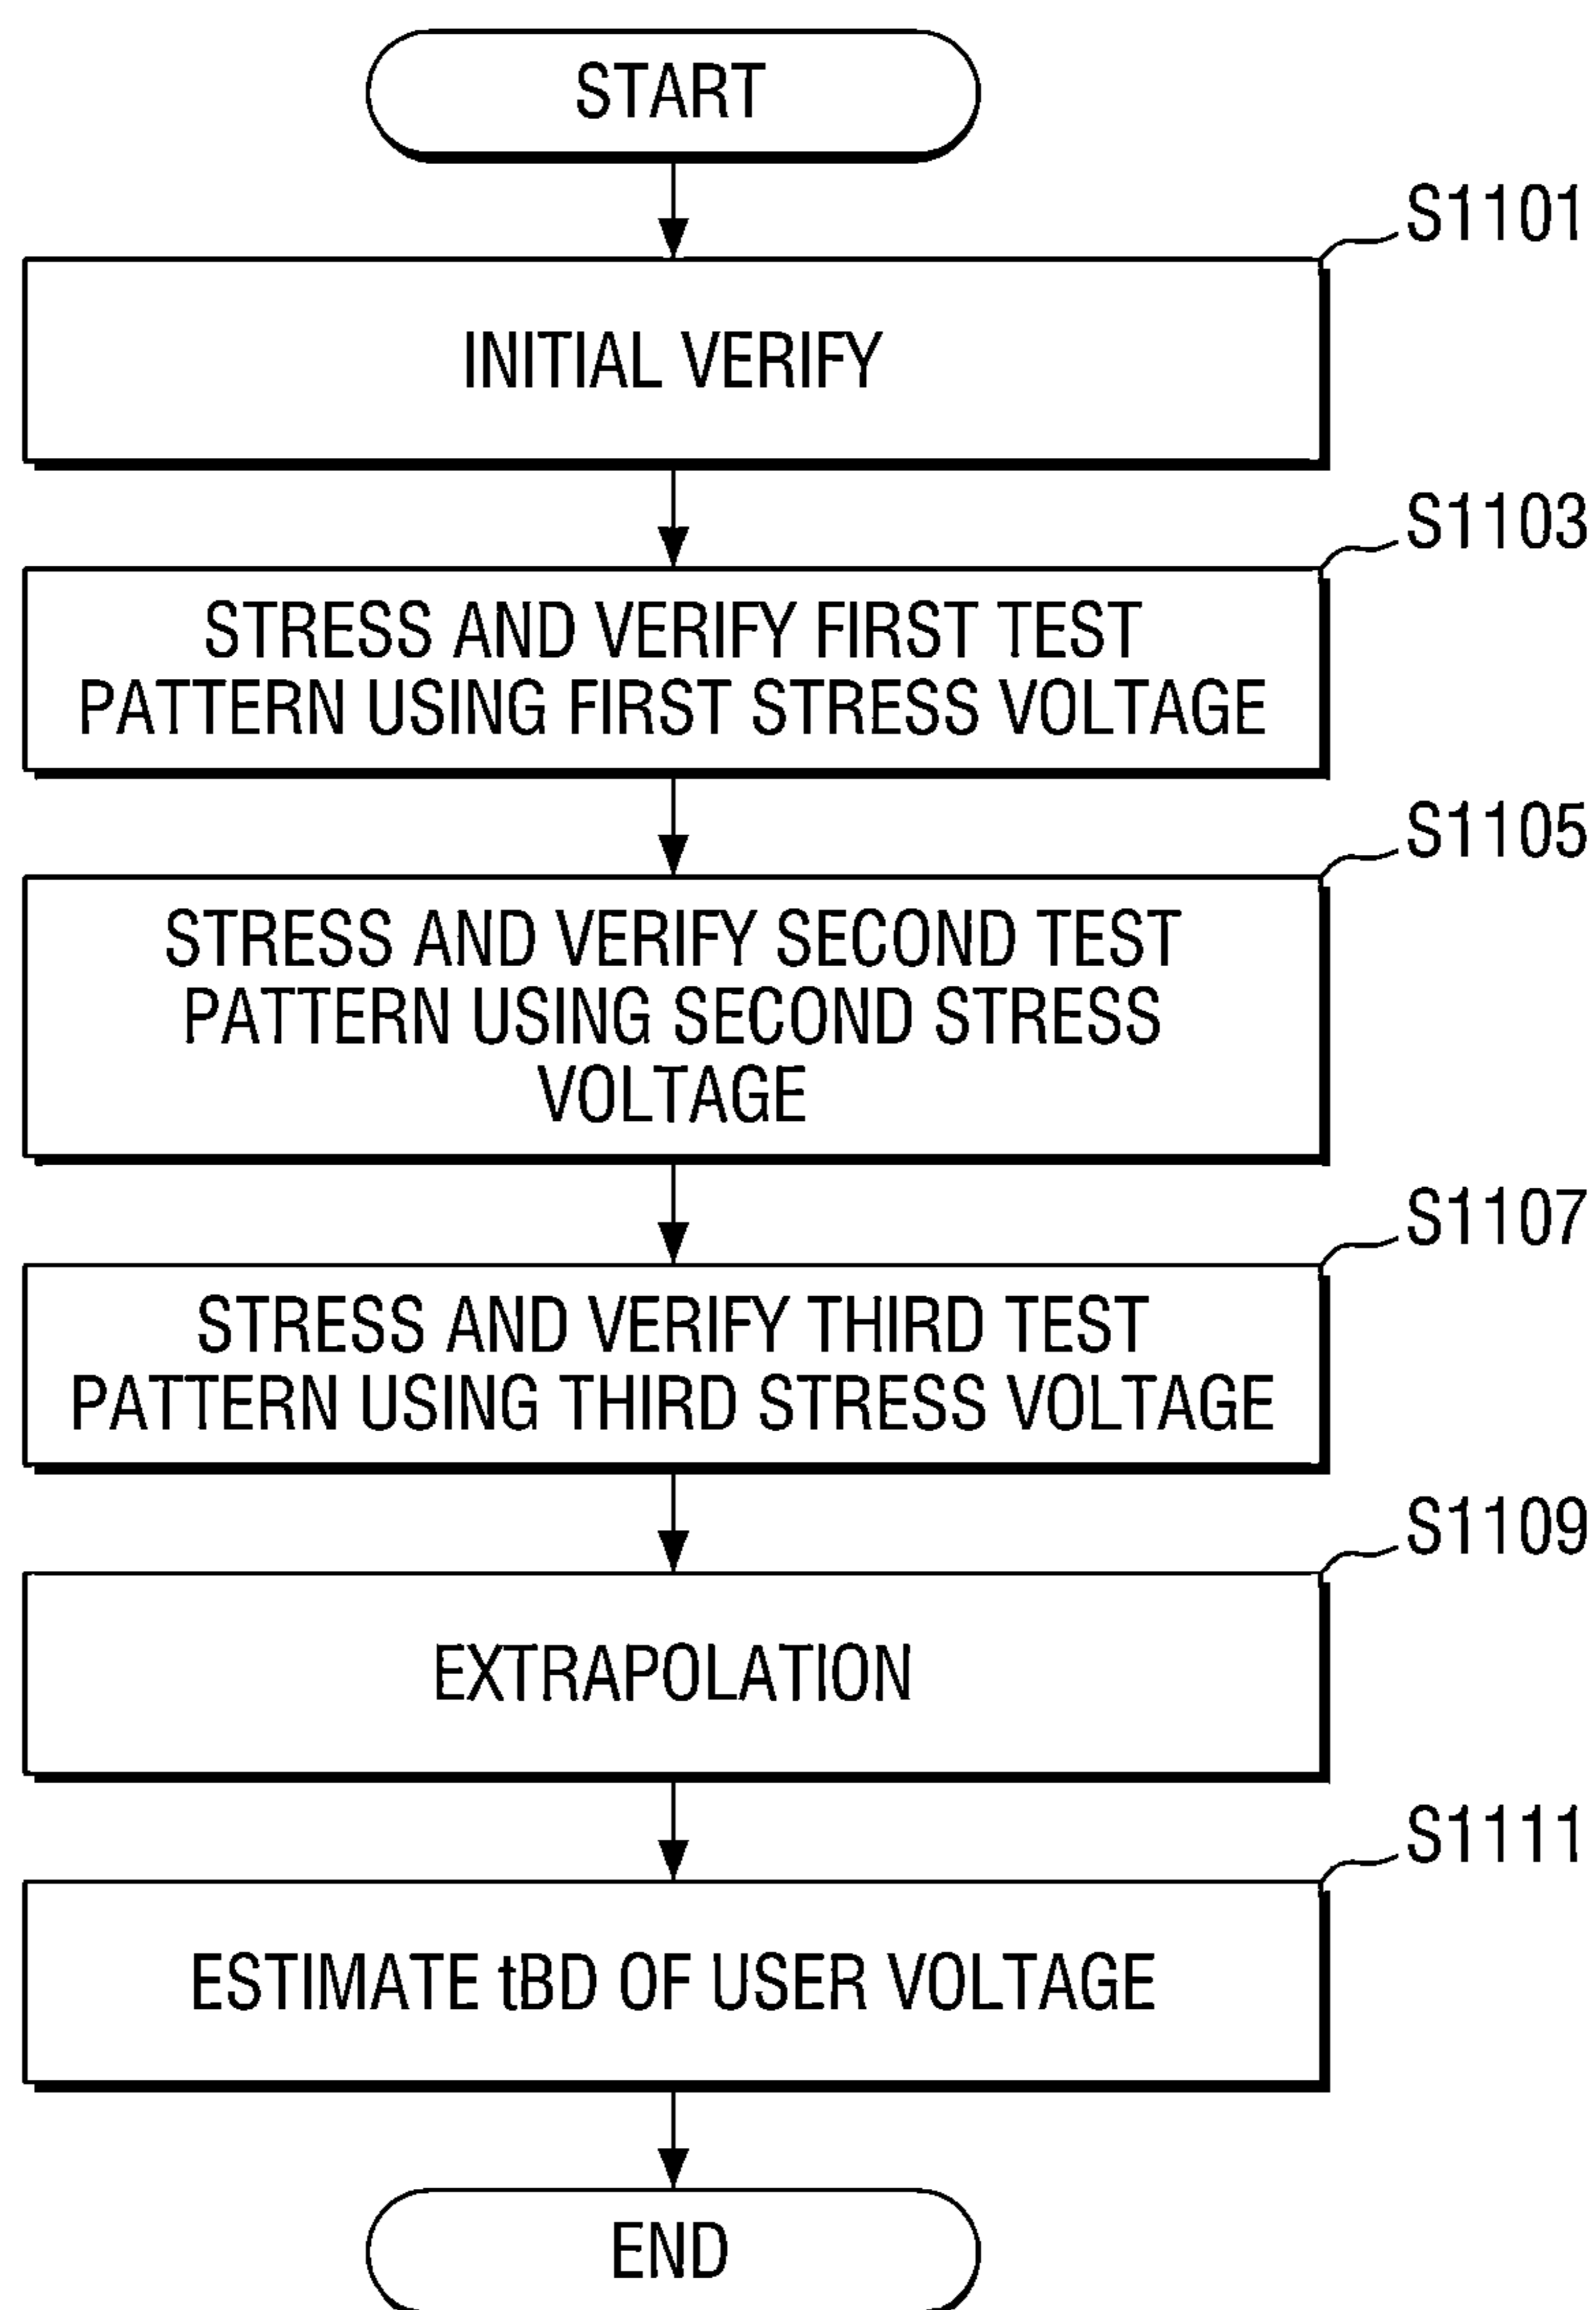 START
S1101
INITIAL VERIFY
S1103
STRESS AND VERIFY FIRST TEST
PATTERN USING FIRST STRESS VOLTAGE
S1105
STRESS AND VERIFY SECOND TEST
PATTERN USING SECOND STRESS
VOLTAGE
S1107
STRESS AND VERIFY THIRD TEST
PATTERN USING THIRD STRESS VOLTAGE
S1109
EXTRAPOLATION
S1111
ESTIMATE tBD OF USER VOLTAGE
END